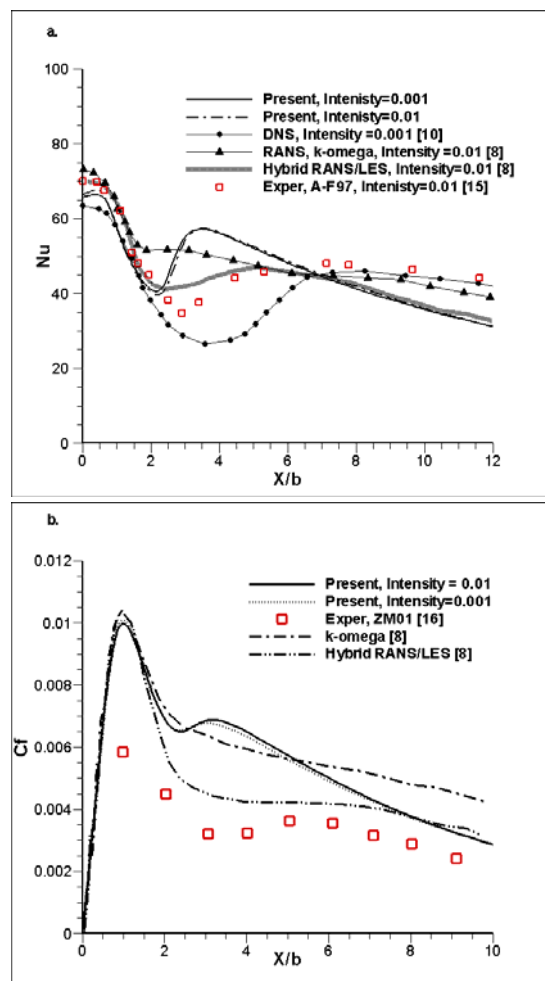 a.
100
80
60
40
20
0
Nu
Present, Intenisty=0.001
Present, Intensity=0.01
DNS, Intensity =0.001 [10]
RANS, k-omega, Intensity=0.01 [8]
Hybrid RANS/LES, Intensity=0.01 [8]
Exper, A-F97, Intenisty=0.01 [15]
0 2 4 6 8 10 12
X/b
b.
0.012
0.01
0.008
0.006
0.004
0.002
0
Cf
Present, Intensity = 0.01
Present, Intensity=0.001
Exper, ZM01 [16]
k-omega [8]
Hybrid RANS/LES [8]
0 2 4 6 8 10
X/b